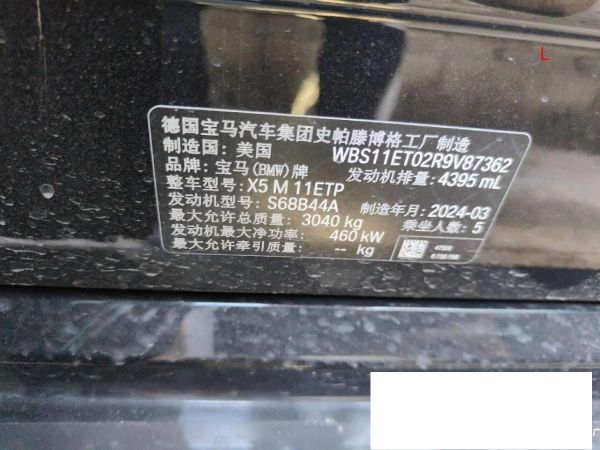 L
德国宝马汽车集团史帕滕博格工厂制造
制造国: 美国 WBS11ET02R9V87362
品牌: 宝马(BMW)牌 发动机排量: 4395 mL
整车型号: X5 M 11ETP
发动机型号: S68B44A 制造年月: 2024-03
最大允许总质量: 3040 kg 乘坐人数: 5
发动机最大净功率: 460 kW
最大允许牵引质量: -- kg